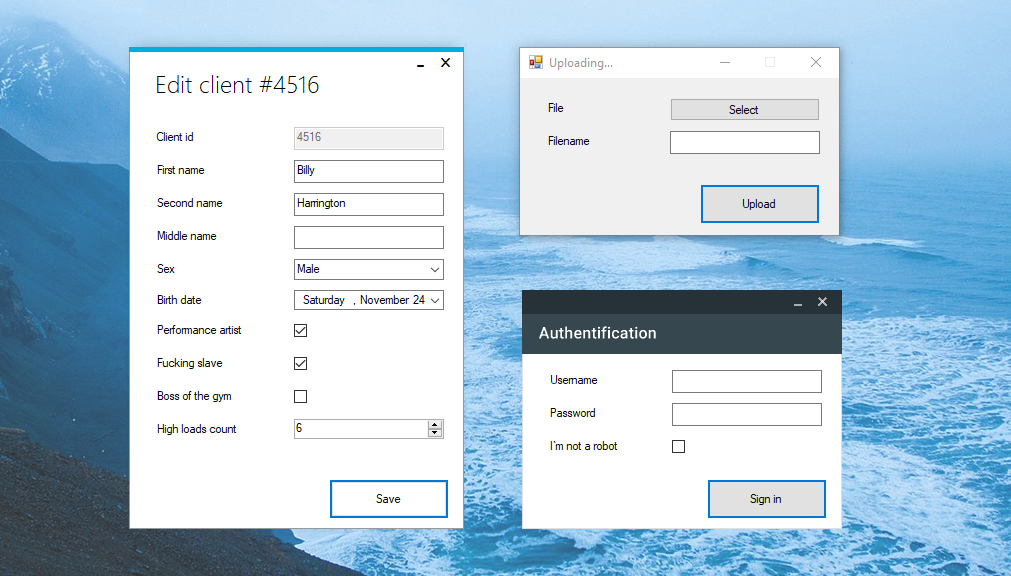 Edit client #4516
Client id 4516
First name Billy
Second name Harrington
Middle name
Sex Male
Birth date Saturday , November 24
Perfomance artist
Fucking slave
Boss of the gym
High loads count 6
Save
Uploading...
File Select
Filename
Upload
Authentification
Username
Password
I'm not a robot
Sign in